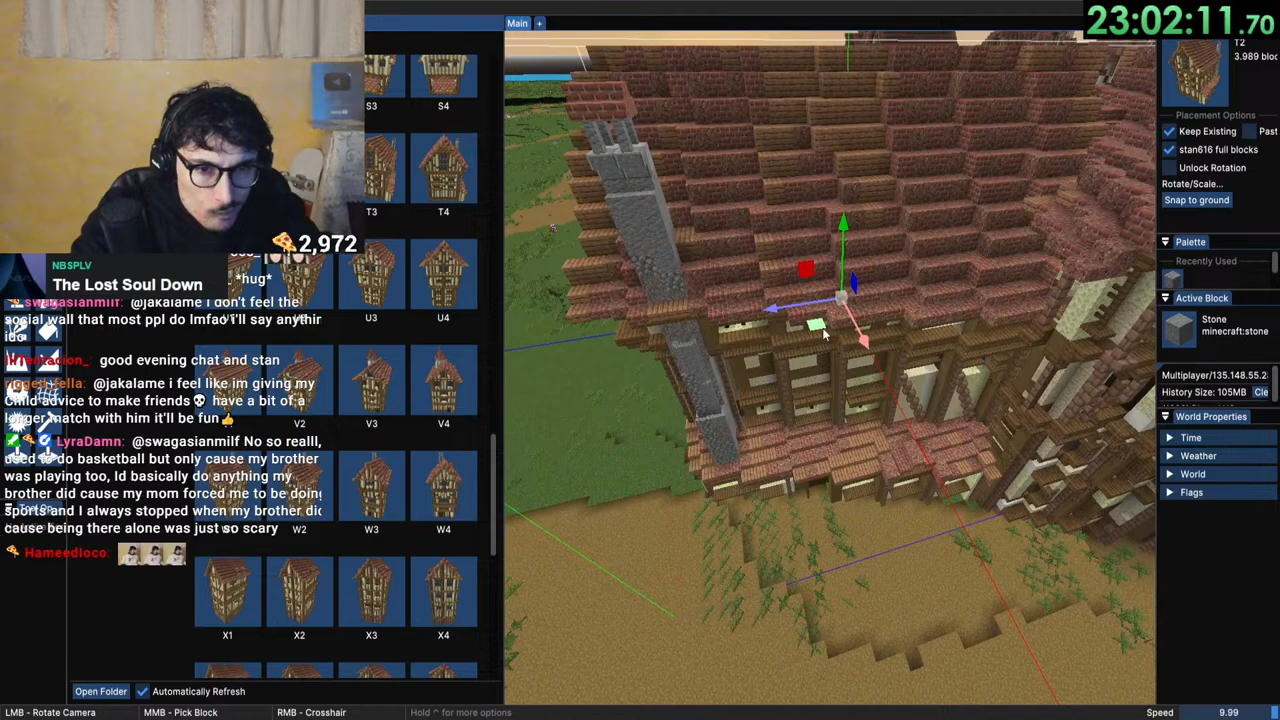 23:02:11.70
Main
+
T2
3.989 bloc
S3
S4
Placement Options
Keep Existing
Past
stan616 full blocks
Unlock Rotation
Rotate/Scale...
Snap to ground
T3
T4
2,972
NBSPLV
The Lost Soul Down
*hug*
Palette
Recently Used
swagasianmilf: @jakalame I don't feel the
social wall that most ppl do lmfao i'll say anythin
ido
U3
U4
Active Block
Stone
minecraft:stone
good evening chat and stan
rigged_fella: @jakalame i feel like im giving my
Child advice to make friends have a bit of a
longer match with him it'll be fun
Multiplayer/135.148.55.2
History Size: 105MB
Cle
World Properties
Time
Weather
World
Flags
V2
V3
V4
LyraDamn: @swagasianmilf No so realll,
used to do basketball but only cause my brother
was playing too, Id basically do anything my
brother did cause my mom forced me to be doing
sports and I always stopped when my brother did
cause being there alone was just so scary
W2
W3
W4
HameedIoco:
X1
X2
X3
X4
Open Folder
Automatically Refresh
LMB - Rotate Camera
MMB - Pick Block
RMB - Crosshair
Hold ^ for more options
Speed
9.99